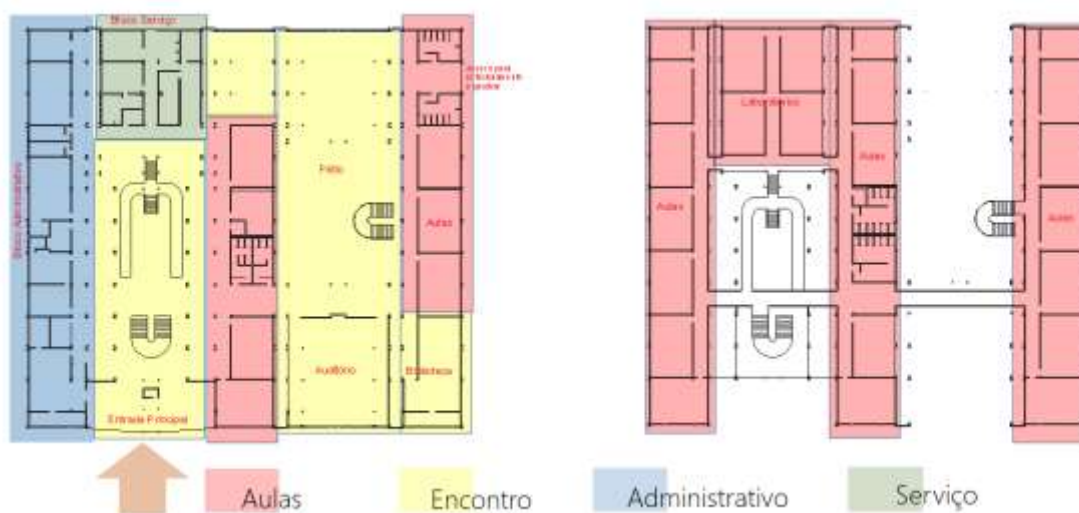 Bloco Serviço
Bloco Administrativo
Pátio
Aulas
Auditório
Biblioteca
Entrada Principal
Laboratórios
Aulas
Aulas
Aulas
Aulas
Encontro
Administrativo
Serviço